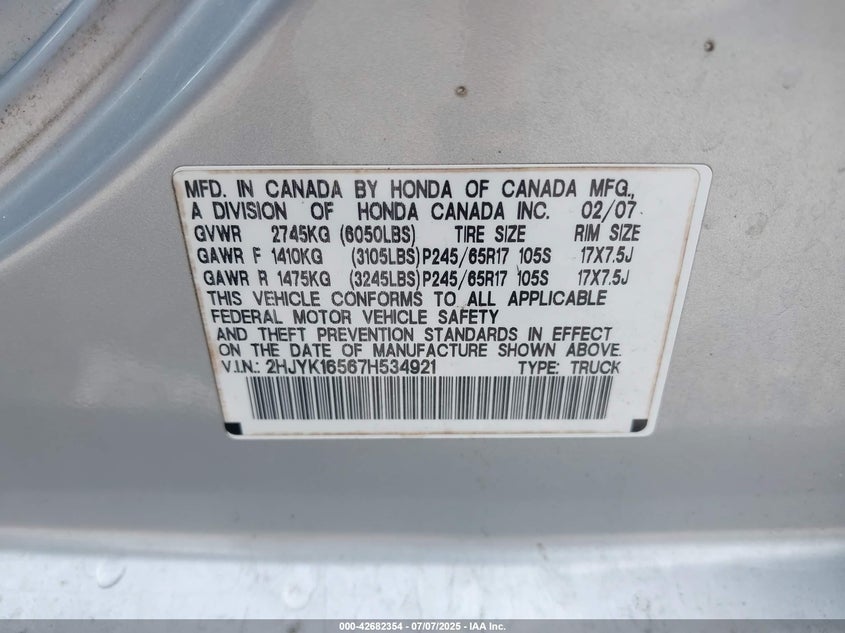 MFD. IN CANADA BY HONDA OF CANADA MFG.,
A DIVISION OF HONDA CANADA INC. 02/07
GVWR 2745KG (6050LBS) TIRE SIZE RIM SIZE
GAWR F 1410KG (3105LBS) P245/65R17 105S 17X7.5J
GAWR R 1475KG (3245LBS) P245/65R17 105S 17X7.5J
THIS VEHICLE CONFORMS TO ALL APPLICABLE
FEDERAL MOTOR VEHICLE SAFETY
AND THEFT PREVENTION STANDARDS IN EFFECT
ON THE DATE OF MANUFACTURE SHOWN ABOVE.
V.I.N.: 2HJYK16567H534921 TYPE: TRUCK
000-42682354 - 07/07/2025 - IAA Inc.